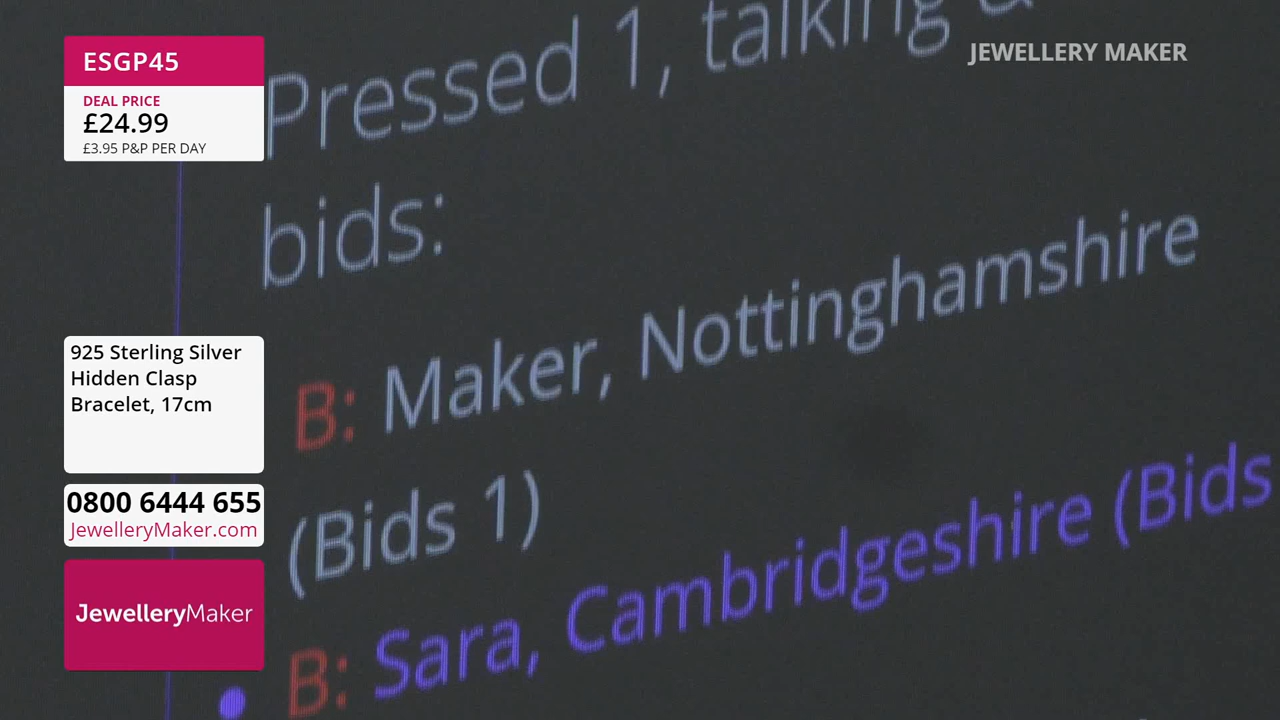 ESGP45
DEAL PRICE
£24.99
£3.95 P&P PER DAY
JEWELLERY MAKER
Pressed 1, talking &
bids:
B: Maker, Nottinghamshire
(Bids 1)
B: Sara, Cambridgeshire (Bids
925 Sterling Silver
Hidden Clasp
Bracelet, 17cm
0800 6444 655
JewelleryMaker.com
JewelleryMaker